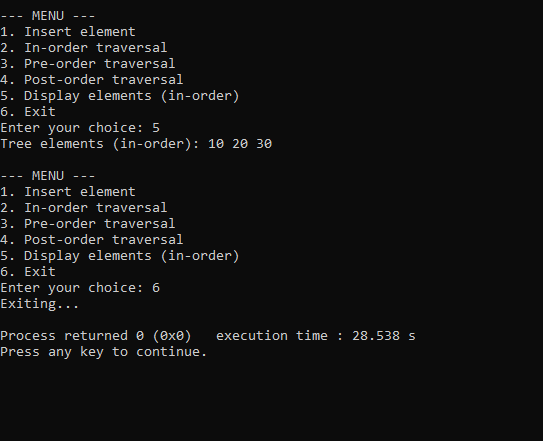 --- MENU ---
1. Insert element
2. In-order traversal
3. Pre-order traversal
4. Post-order traversal
5. Display elements (in-order)
6. Exit
Enter your choice: 5
Tree elements (in-order): 10 20 30
--- MENU ---
1. Insert element
2. In-order traversal
3. Pre-order traversal
4. Post-order traversal
5. Display elements (in-order)
6. Exit
Enter your choice: 6
Exiting...
Process returned 0 (0x0)   execution time : 28.538 s
Press any key to continue.